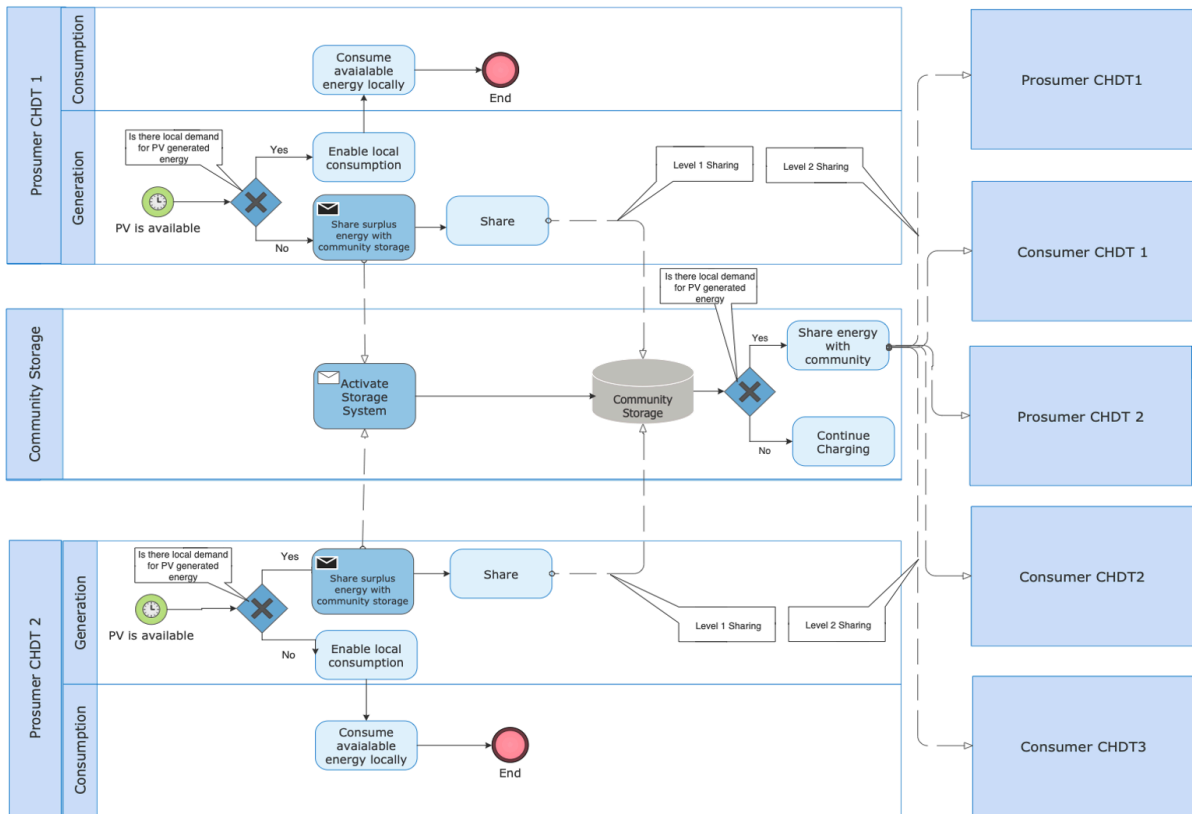 Prosumer CHDT 1
Consumption
Consume
avaialable
energy locally
End
Generation
Is there local demand
for PV generated
energy
Yes
Enable local
consumption
PV is available
No
Share surplus
energy with
community storage
Share
Level 1 Sharing
Level 2 Sharing
Community Storage
Activate
Storage
System
Community
Storage
Is there local demand
for PV generated
energy
Yes
Share energy
with
community
No
Continue
Charging
Prosumer CHDT 2
Generation
Is there local demand
for PV generated
energy
Yes
Share surplus
energy with
community storage
Share
PV is available
No
Enable local
consumption
Level 1 Sharing
Level 2 Sharing
Consumption
Consume
avaialable
energy locally
End
Prosumer CHDT1
Consumer CHDT 1
Prosumer CHDT 2
Consumer CHDT2
Consumer CHDT3